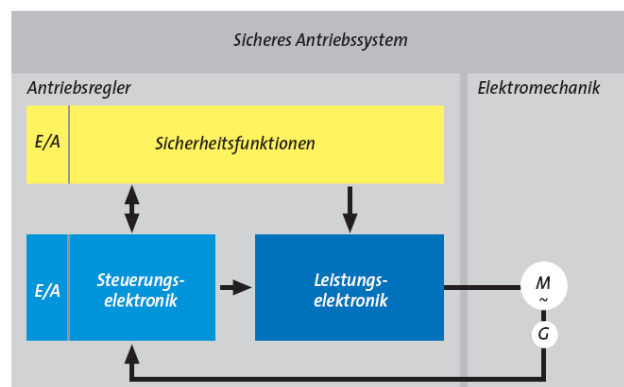 Sicheres Antriebssystem
Antriebsregler
Elektromechanik
E/A
Sicherheitsfunktionen
E/A
Steuerungs-
elektronik
Leistungs-
elektronik
M
~
G